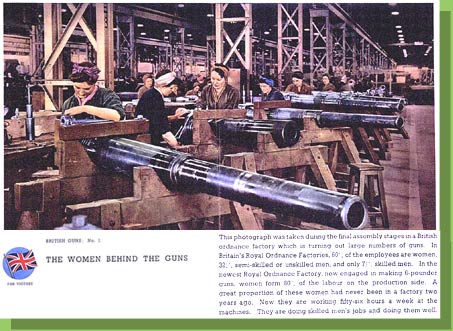 BRITISH GUNS: No. 1
THE WOMEN BEHIND THE GUNS
FOR VICTORY
This photograph was taken during the final assembly stages in a British
ordnance factory which is turning out large numbers of guns. In
Britain's Royal Ordnance Factories, 60% of the employees are women,
semi-skilled or unskilled men, and only skilled men. In the
newest Royal Ordnance Factory, now engaged in making 6-pounder
guns, women form 80% of the labour on the production side. A
great proportion of these women had never been in a factory two
years ago. Now they are working fifty-six hours a week at the
machines. They are doing skilled men's jobs and doing them well.